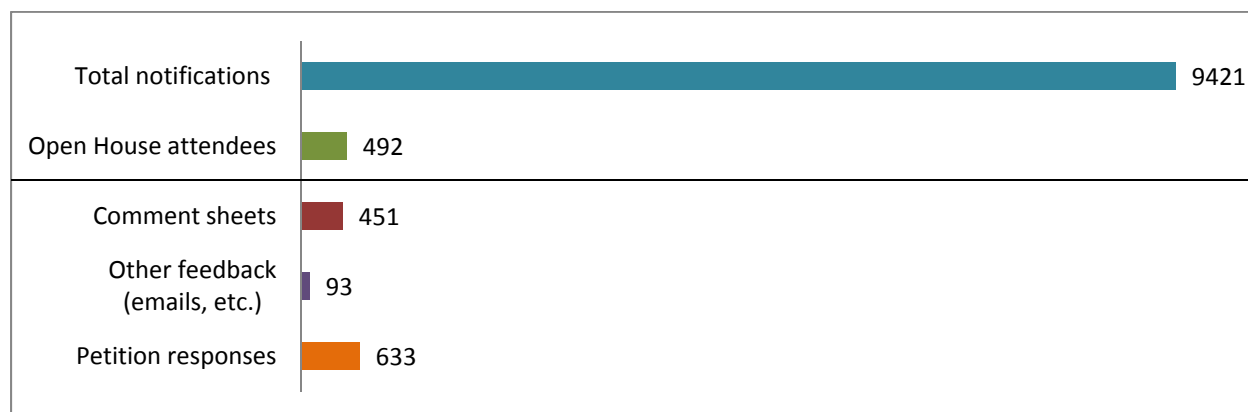 Total notifications
9421
Open House attendees
492
Comment sheets
451
Other feedback
(emails, etc.)
93
Petition responses
633